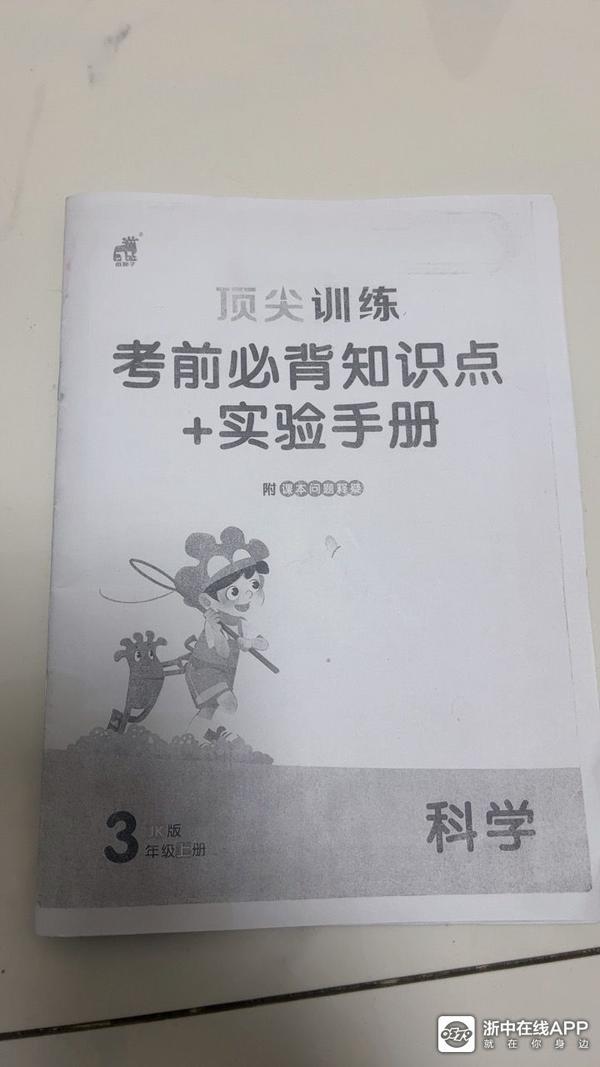 顶尖训练
考前必背知识点
+实验手册
附 课本问题释疑
3 JK版
年级上册
科学
浙中在线APP
就在你身边